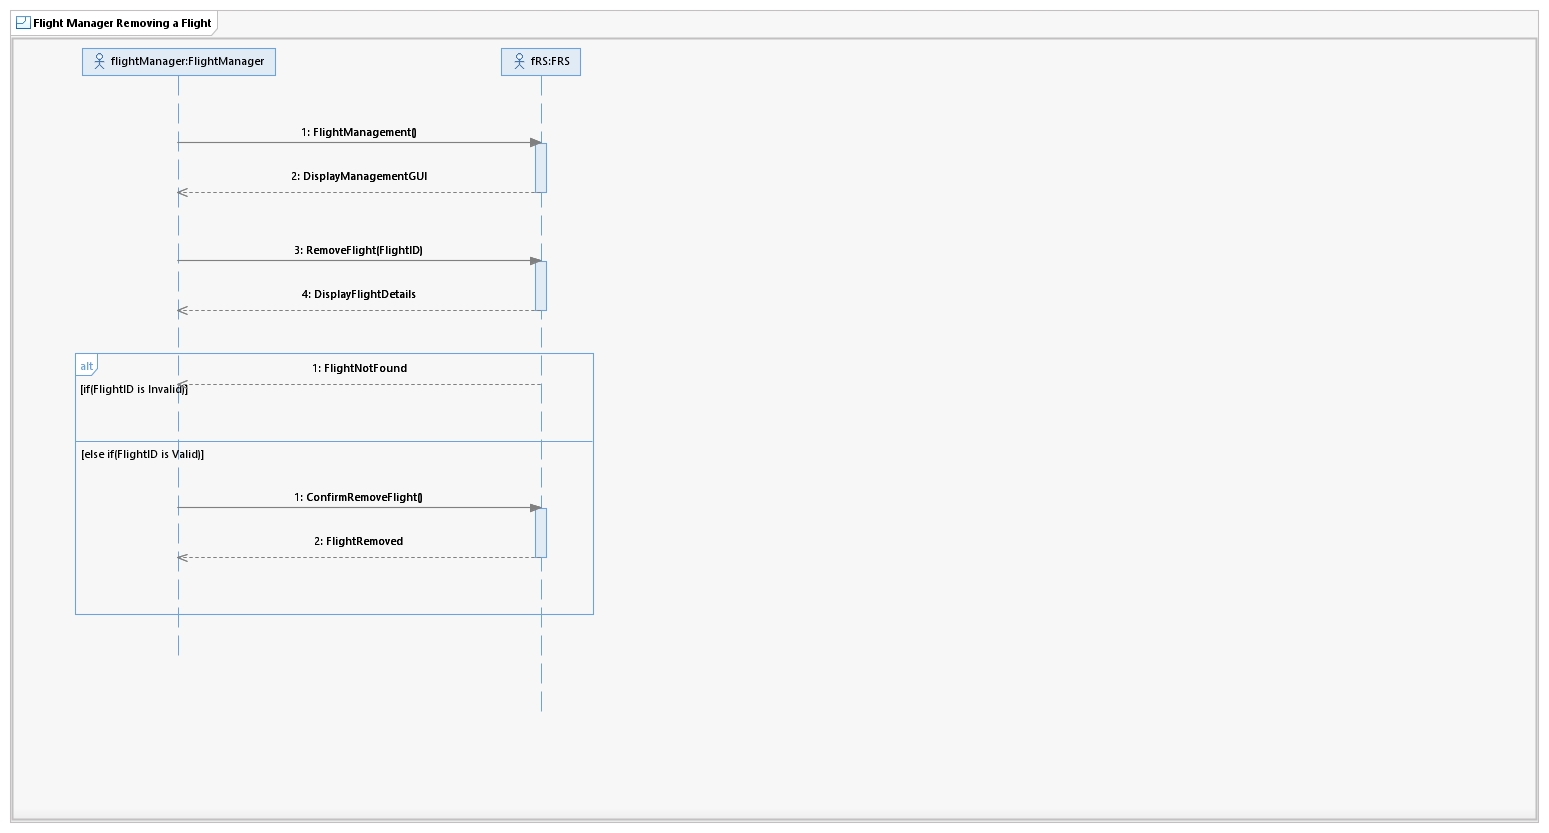 Flight Manager Removing a Flight
flightManager:FlightManager
fRS:FRS
1: FlightManagement()
2: DisplayManagementGUI
3: RemoveFlight(FlightID)
4: DisplayFlightDetails
alt
1: FlightNotFound
[if(FlightID is Invalid)]
[else if(FlightID is Valid)]
1: ConfirmRemoveFlight()
2: FlightRemoved